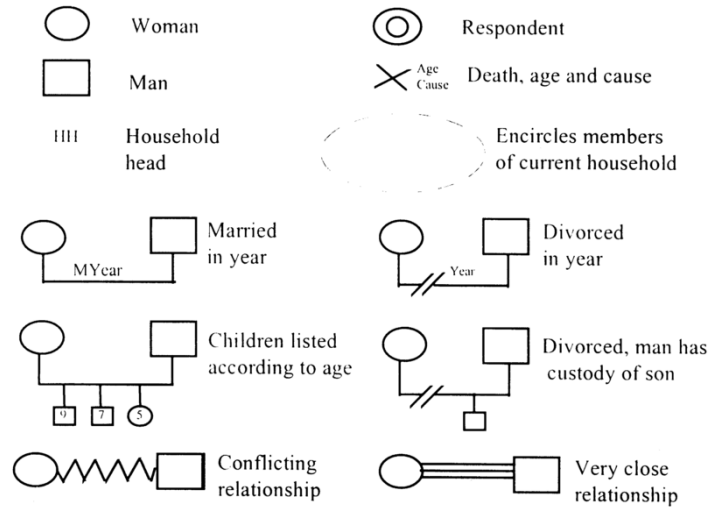 Woman
Respondent
Man
Age
Cause
Death, age and cause
HH
Household
head
Encircles members
of current household
MYear
Married
in year
Year
Divorced
in year
9
7
5
Children listed
according to age
Divorced, man has
custody of son
Conflicting
relationship
Very close
relationship